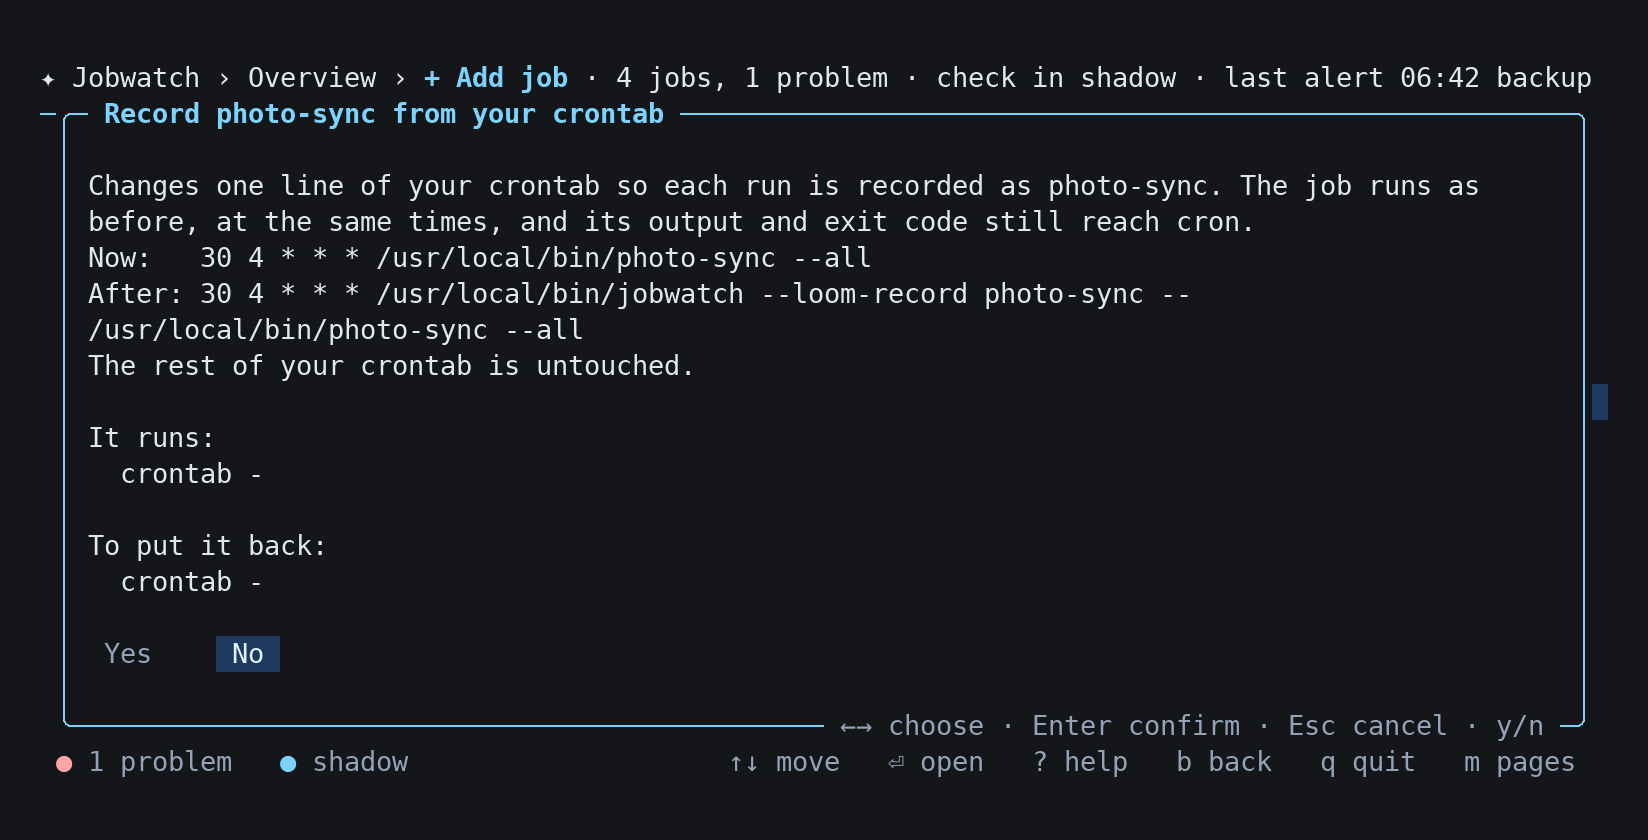 ✦ Jobwatch › Overview › + Add job · 4 jobs, 1 problem · check in shadow · last alert 06:42 backup
Record photo-sync from your crontab
Changes one line of your crontab so each run is recorded as photo-sync. The job runs as
before, at the same times, and its output and exit code still reach cron.
Now:   30 4 * * * /usr/local/bin/photo-sync --all
After: 30 4 * * * /usr/local/bin/jobwatch --loom-record photo-sync --
/usr/local/bin/photo-sync --all
The rest of your crontab is untouched.
It runs:
  crontab -
To put it back:
  crontab -
Yes    No
←→ choose · Enter confirm · Esc cancel · y/n
● 1 problem   ● shadow   ↑↓ move   ⏎ open   ? help   b back   q quit   m pages